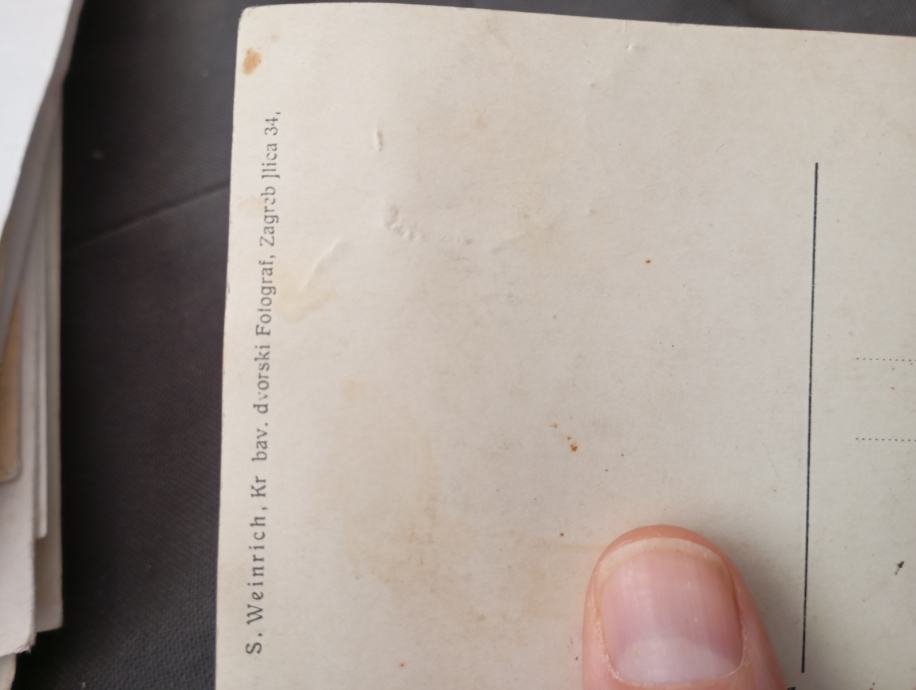 S. Weinrich, Kr bav. dvorski Fotograf, Zagreb Jlica 34,